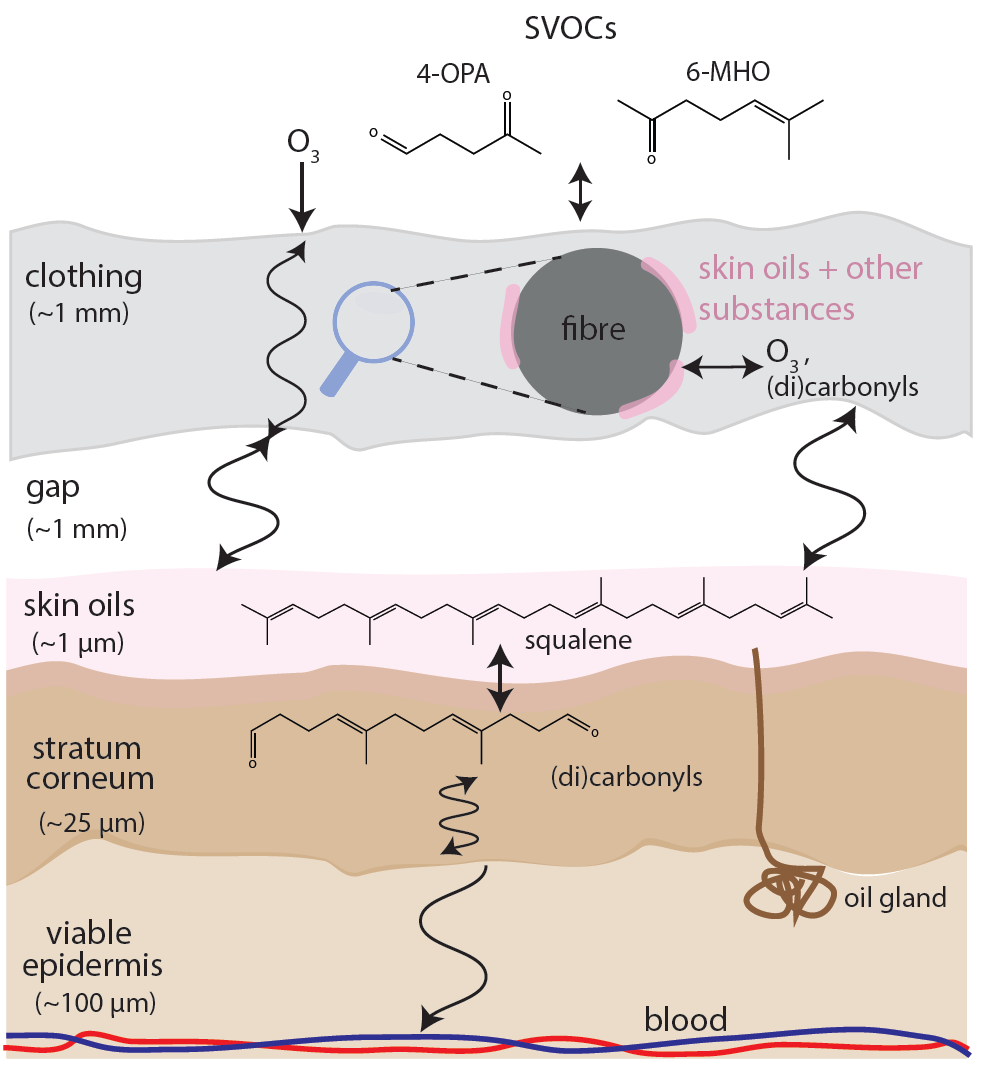 SVOCs
4-OPA
6-MHO
O
O
O3
O
clothing
(~1 mm)
skin oils + other
substances
fibre
O3,
(di)carbonyls
gap
(~1 mm)
skin oils
(~1 µm)
squalene
stratum
corneum
(~25 µm)
O
O
(di)carbonyls
oil gland
viable
epidermis
(~100 µm)
blood